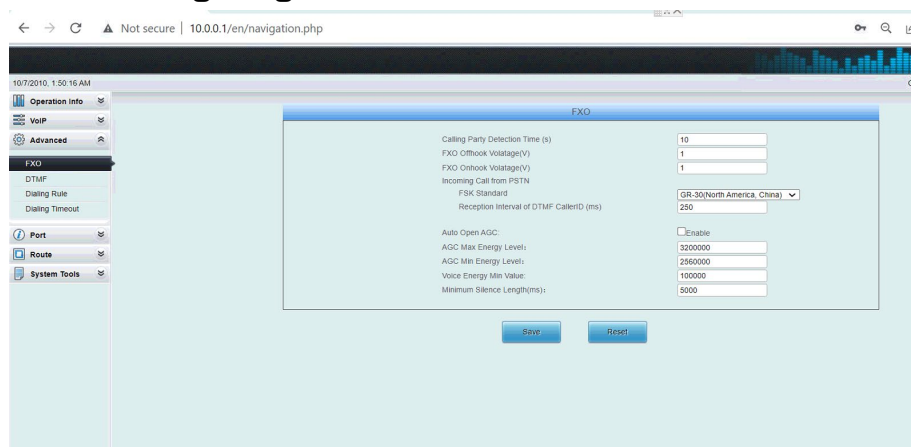 Not secure | 10.0.0.1/en/navigation.php
10/7/2010, 1:50:16 AM
Operation Info
VoIP
Advanced
FXO
DTMF
Dialing Rule
Dialing Timeout
Port
Route
System Tools
FXO
Calling Party Detection Time (s) 10
FXO Offhook Volatage(V) 1
FXO Onhook Volatage(V) 1
Incoming Call from PSTN
FSK Standard GR-30(North America, China)
Reception Interval of DTMF CallerID (ms) 250
Auto Open AGC: Enable
AGC Max Energy Level: 3200000
AGC Min Energy Level: 2560000
Voice Energy Min Value: 100000
Minimum Silence Length(ms): 5000
Save Reset